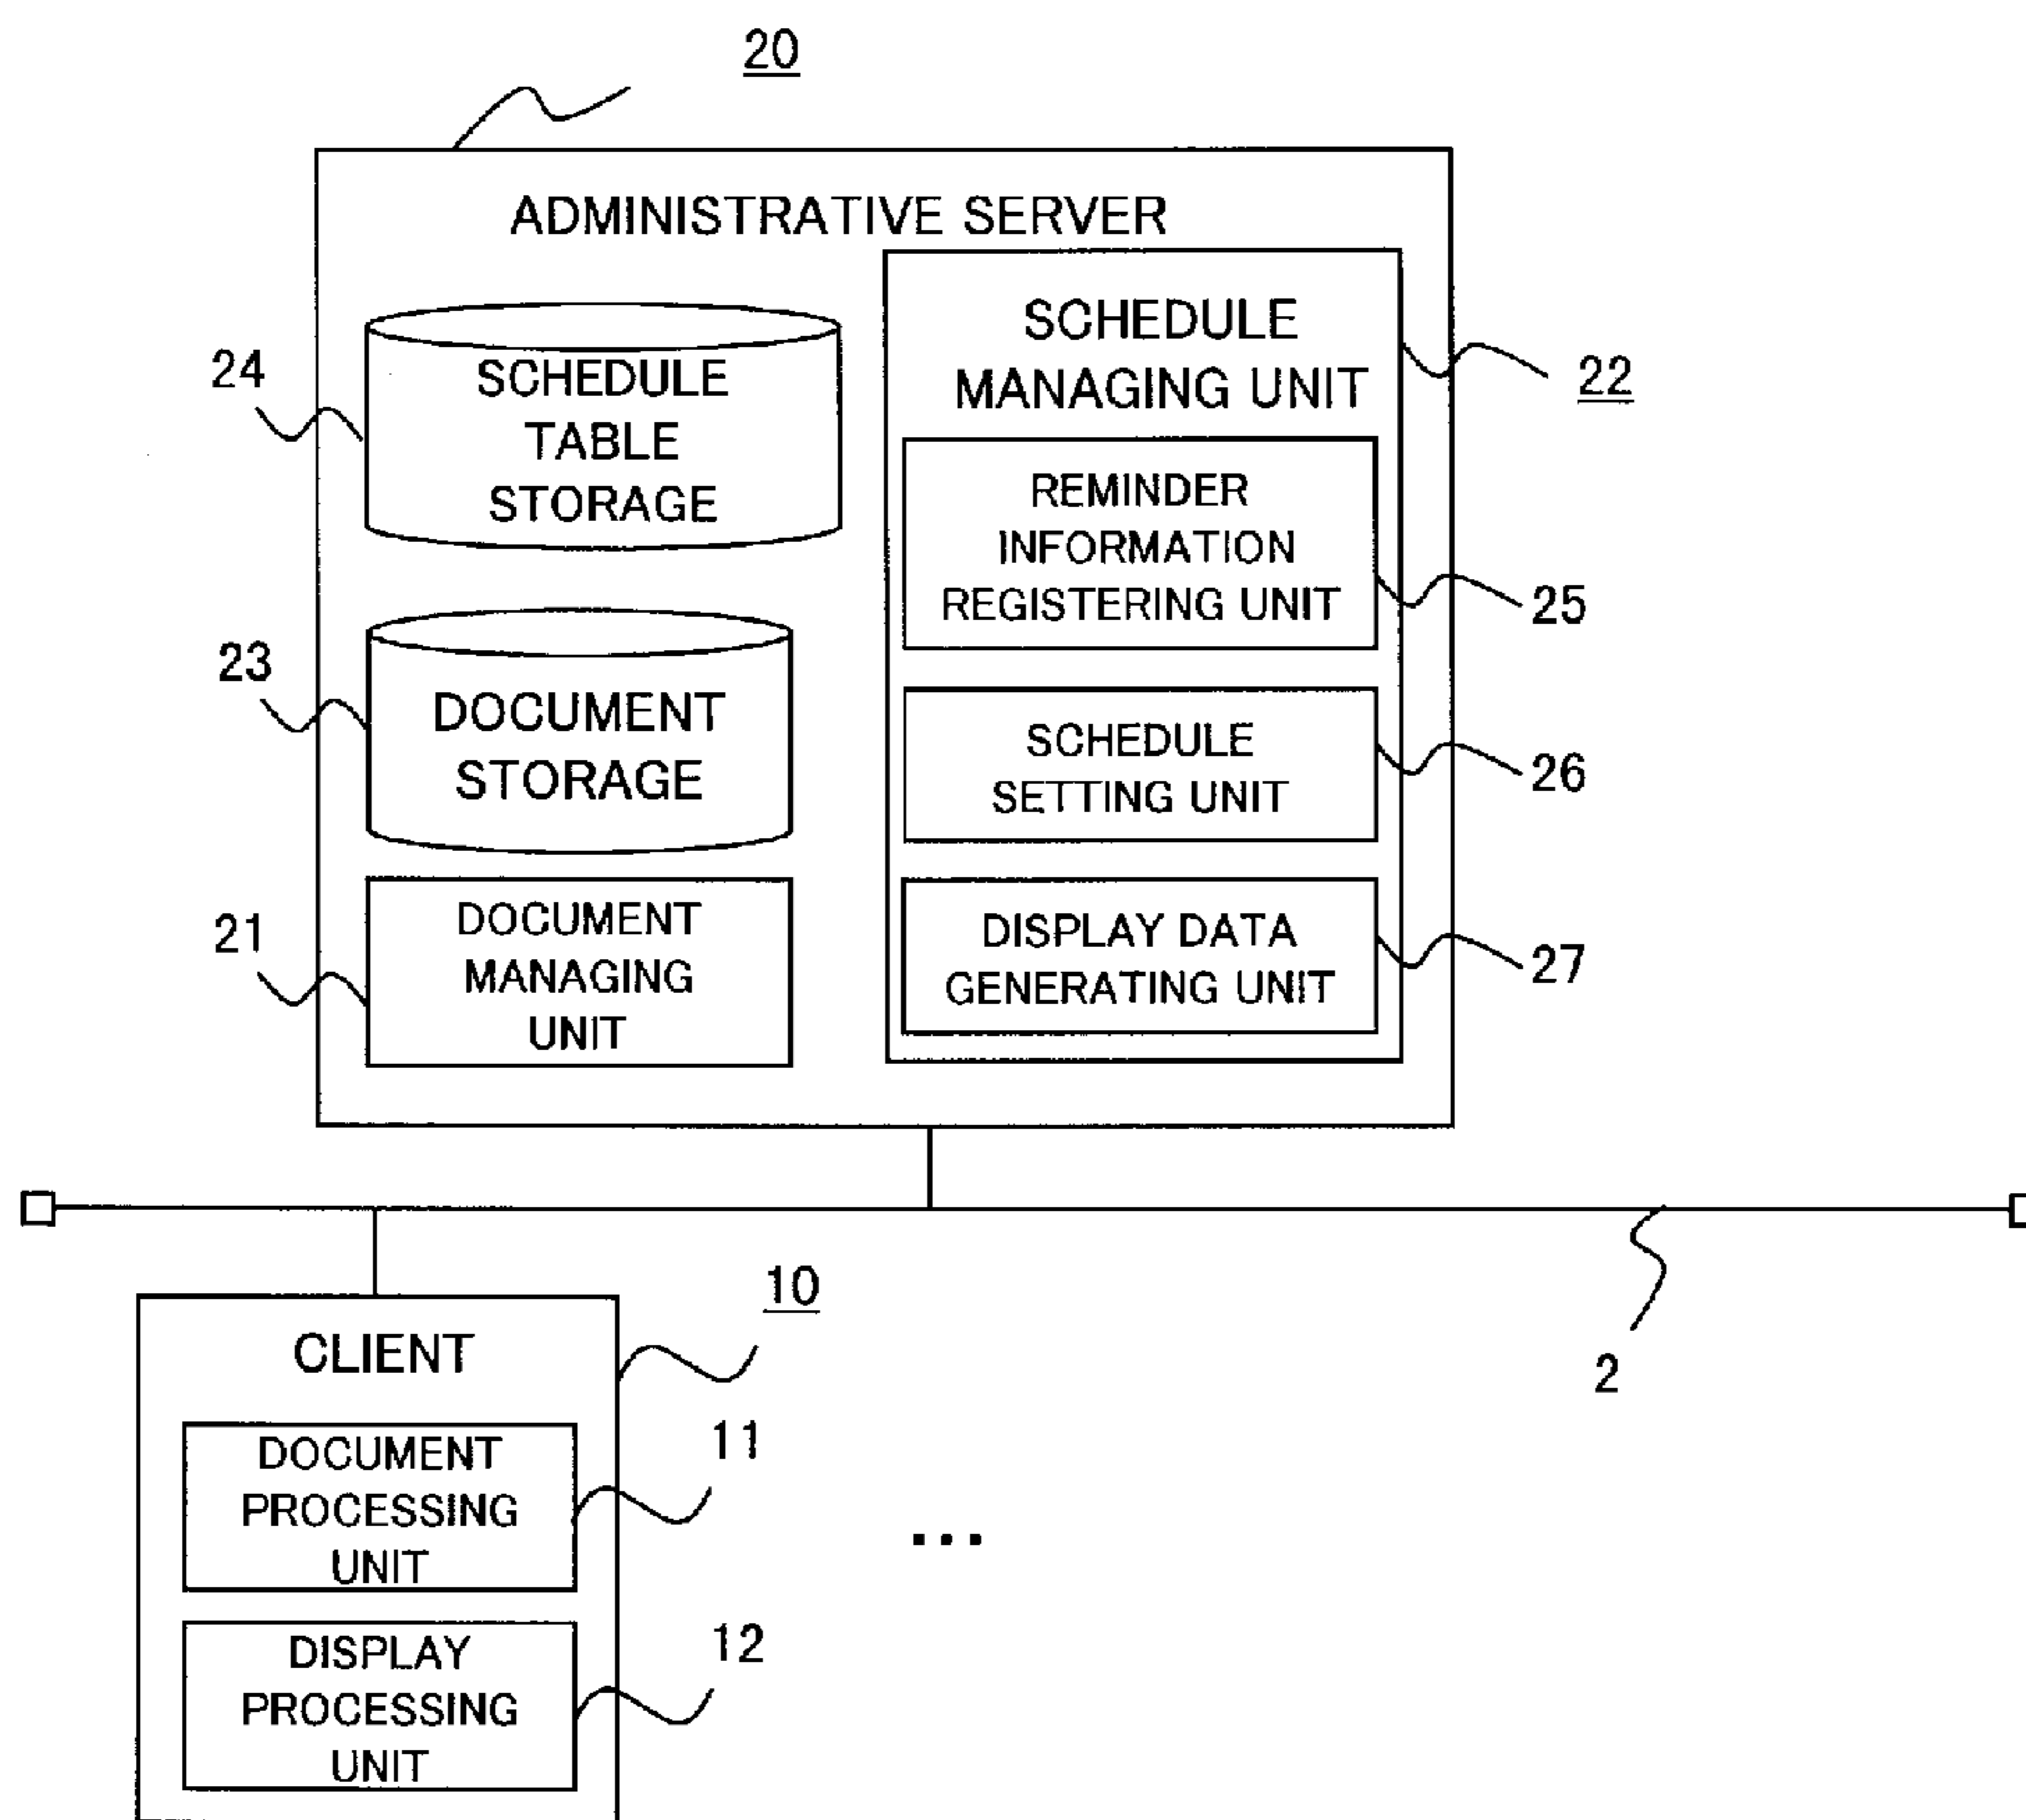 20
ADMINISTRATIVE SERVER
24
SCHEDULE
TABLE
STORAGE
23
DOCUMENT
STORAGE
21
DOCUMENT
MANAGING
UNIT
SCHEDULE
MANAGING UNIT
22
REMINDER
INFORMATION
REGISTERING UNIT
25
SCHEDULE
SETTING UNIT
26
DISPLAY DATA
GENERATING UNIT
27
2
10
CLIENT
11
DOCUMENT
PROCESSING
UNIT
12
DISPLAY
PROCESSING
UNIT
...